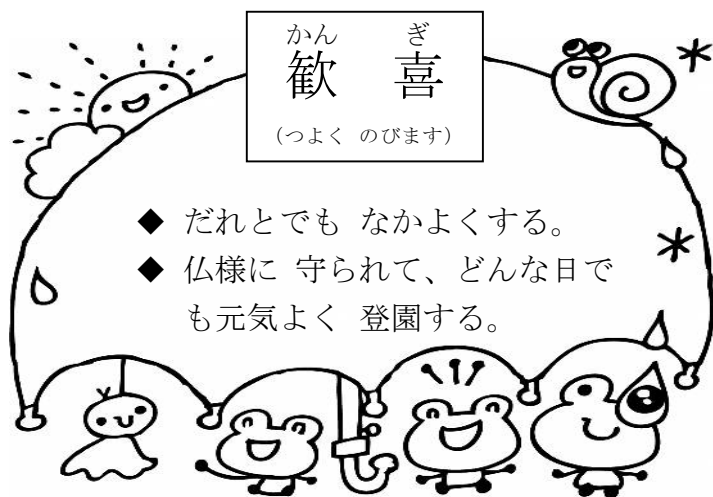 かん ぎ
歓 喜
(つよく のびます)
◆ だれとでも なかよくする。
◆ 仏様に 守られて、どんな日で
も元気よく 登園する。